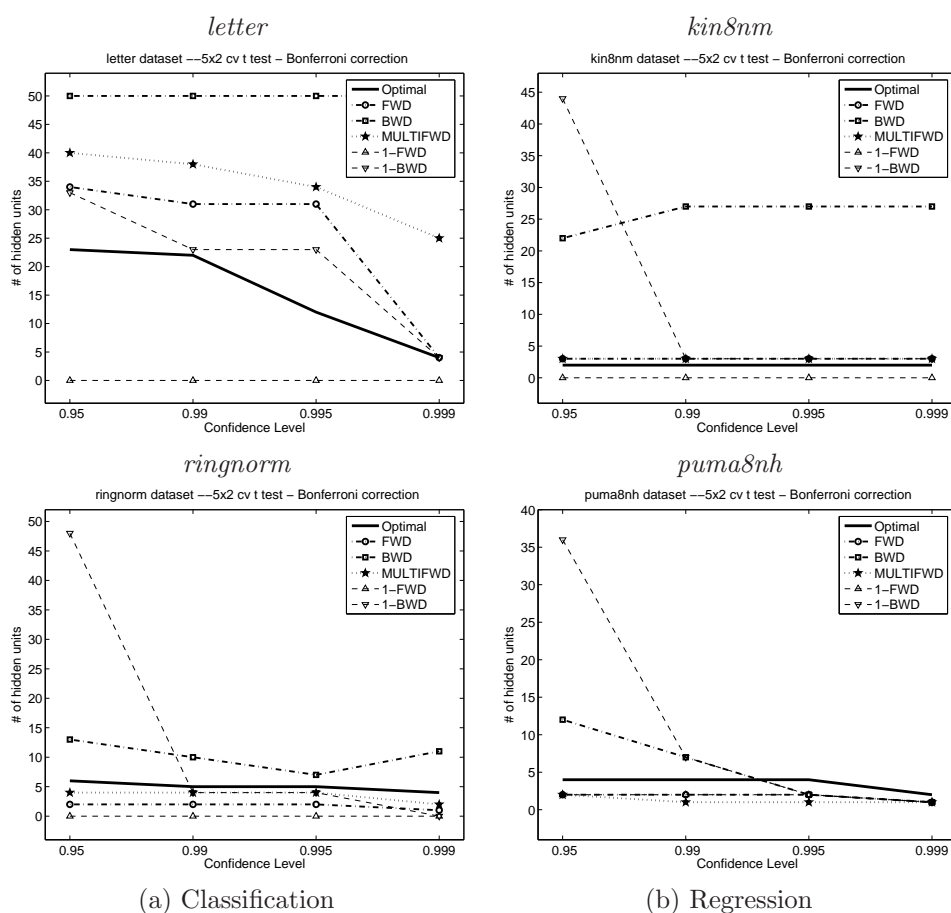 letter
letter dataset −−5x2 cv t test − Bonferroni correction
50
45
40
35
30
25
20
15
10
5
0
# of hidden units
Optimal
FWD
BWD
MULTIFWD
1−FWD
1−BWD
0.95
0.99
0.995
0.999
Confidence Level
kin8nm
kin8nm dataset −−5x2 cv t test − Bonferroni correction
45
40
35
30
25
20
15
10
5
0
# of hidden units
Optimal
FWD
BWD
MULTIFWD
1−FWD
1−BWD
0.95
0.99
0.995
0.999
Confidence Level
ringnorm
ringnorm dataset −−5x2 cv t test − Bonferroni correction
50
45
40
35
30
25
20
15
10
5
0
# of hidden units
Optimal
FWD
BWD
MULTIFWD
1−FWD
1−BWD
0.95
0.99
0.995
0.999
Confidence Level
(a) Classification
puma8nh
puma8nh dataset −−5x2 cv t test − Bonferroni correction
40
35
30
25
20
15
10
5
0
# of hidden units
Optimal
FWD
BWD
MULTIFWD
1−FWD
1−BWD
0.95
0.99
0.995
0.999
Confidence Level
(b) Regression